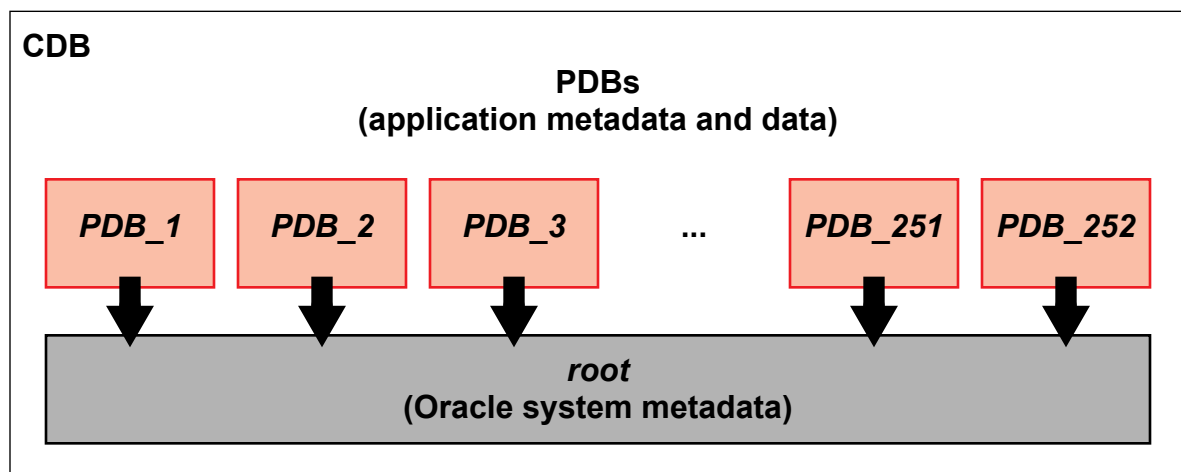 CDB
PDBs
(application metadata and data)
PDB_1 PDB_2 PDB_3 ... PDB_251 PDB_252
root
(Oracle system metadata)